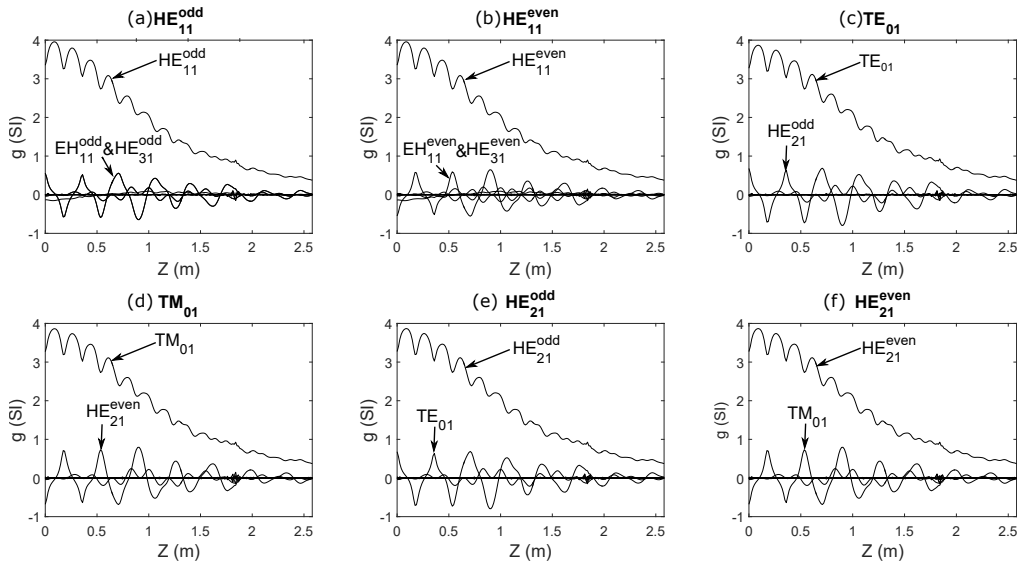 (a) HE₁₁ᵒᵈᵈ
(b) HE₁₁ᵉᵛᵉⁿ
(c) TE₀₁
4
3
2
1
0
-1
g (SI)
HE₁₁ᵒᵈᵈ
EH₁₁ᵒᵈᵈ&HE₃₁ᵒᵈᵈ
0 0.5 1 1.5 2 2.5
Z (m)
4
3
2
1
0
-1
g (SI)
HE₁₁ᵉᵛᵉⁿ
EH₁₁ᵉᵛᵉⁿ&HE₃₁ᵉᵛᵉⁿ
0 0.5 1 1.5 2 2.5
Z (m)
4
3
2
1
0
-1
g (SI)
TE₀₁
HE₂₁ᵒᵈᵈ
0 0.5 1 1.5 2 2.5
Z (m)
(d) TM₀₁
(e) HE₂₁ᵒᵈᵈ
(f) HE₂₁ᵉᵛᵉⁿ
4
3
2
1
0
-1
g (SI)
TM₀₁
HE₂₁ᵉᵛᵉⁿ
0 0.5 1 1.5 2 2.5
Z (m)
4
3
2
1
0
-1
g (SI)
HE₂₁ᵒᵈᵈ
TE₀₁
0 0.5 1 1.5 2 2.5
Z (m)
4
3
2
1
0
-1
g (SI)
HE₂₁ᵉᵛᵉⁿ
TM₀₁
0 0.5 1 1.5 2 2.5
Z (m)